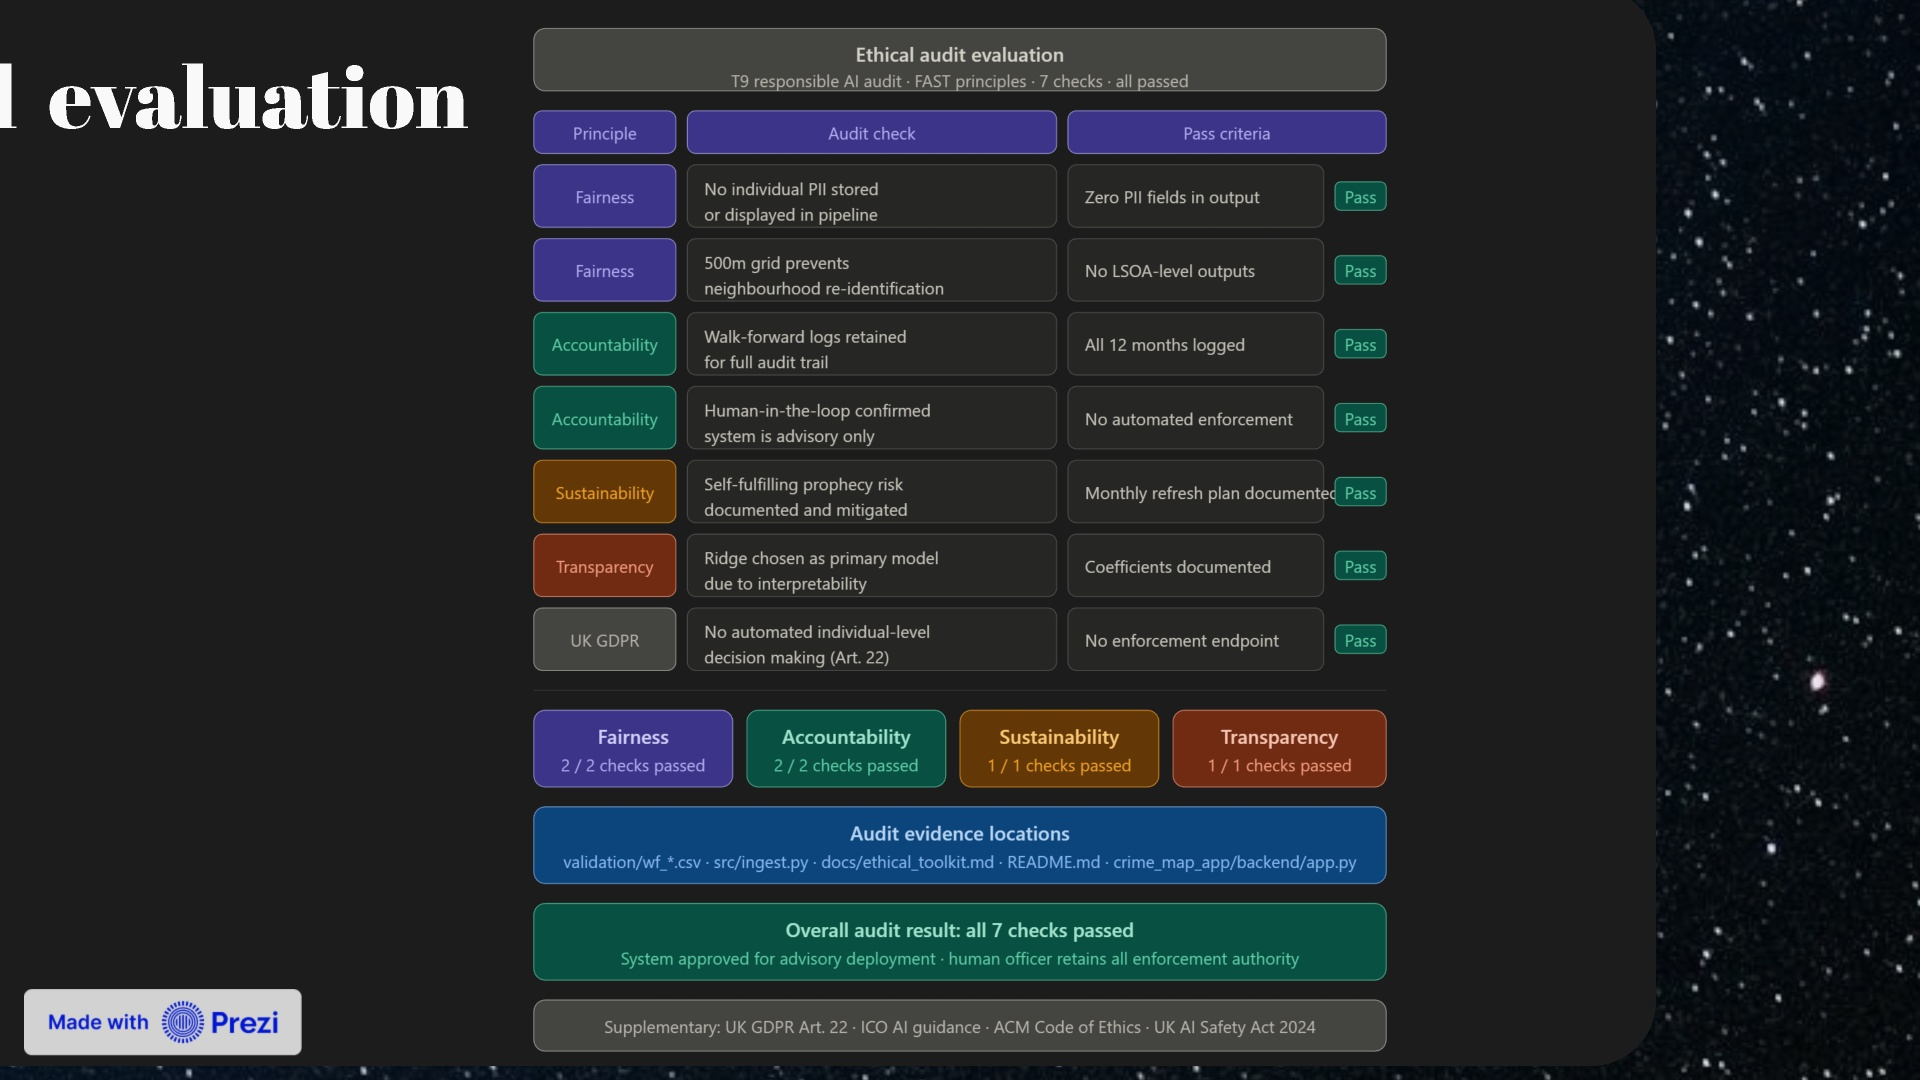 l evaluation
Ethical audit evaluation
T9 responsible AI audit · FAST principles · 7 checks · all passed
Principle
Audit check
Pass criteria
Fairness
No individual PII stored
or displayed in pipeline
Zero PII fields in output
Pass
Fairness
500m grid prevents
neighbourhood re-identification
No LSOA-level outputs
Pass
Accountability
Walk-forward logs retained
for full audit trail
All 12 months logged
Pass
Accountability
Human-in-the-loop confirmed
system is advisory only
No automated enforcement
Pass
Sustainability
Self-fulfilling prophecy risk
documented and mitigated
Monthly refresh plan documented
Pass
Transparency
Ridge chosen as primary model
due to interpretability
Coefficients documented
Pass
UK GDPR
No automated individual-level
decision making (Art. 22)
No enforcement endpoint
Pass
Fairness
2 / 2 checks passed
Accountability
2 / 2 checks passed
Sustainability
1 / 1 checks passed
Transparency
1 / 1 checks passed
Audit evidence locations
validation/wf_*.csv · src/ingest.py · docs/ethical_toolkit.md · README.md · crime_map_app/backend/app.py
Overall audit result: all 7 checks passed
System approved for advisory deployment · human officer retains all enforcement authority
Supplementary: UK GDPR Art. 22 · ICO AI guidance · ACM Code of Ethics · UK AI Safety Act 2024
Made with Prezi